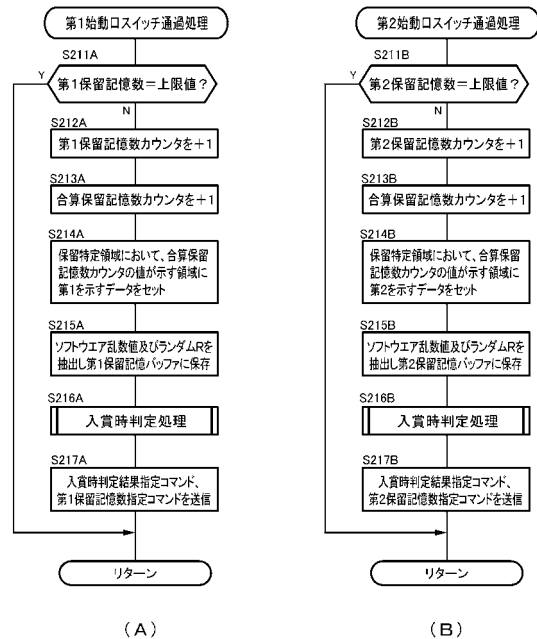 第1始動口スイッチ通過処理
S211A
Y
第1保留記憶数＝上限値？
N
S212A
第1保留記憶数カウンタを＋1
S213A
合算保留記憶数カウンタを＋1
S214A
保留特定領域において、合算保留
記憶数カウンタの値が示す領域に
第1を示すデータをセット
S215A
ソフトウエア乱数値及びランダムRを
抽出し第1保留記憶バッファに保存
S216A
入賞時判定処理
S217A
入賞時判定結果指定コマンド、
第1保留記憶数指定コマンドを送信
リターン
（A）
第2始動口スイッチ通過処理
S211B
Y
第2保留記憶数＝上限値？
N
S212B
第2保留記憶数カウンタを＋1
S213B
合算保留記憶数カウンタを＋1
S214B
保留特定領域において、合算保留
記憶数カウンタの値が示す領域に
第2を示すデータをセット
S215B
ソフトウエア乱数値及びランダムRを
抽出し第2保留記憶バッファに保存
S216B
入賞時判定処理
S217B
入賞時判定結果指定コマンド、
第2保留記憶数指定コマンドを送信
リターン
（B）